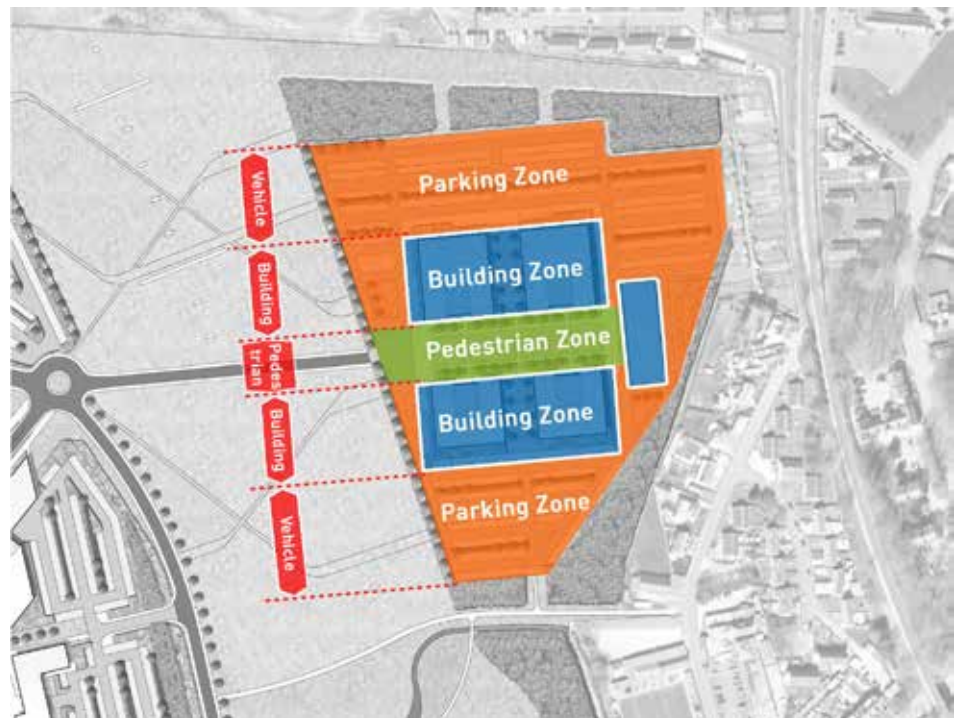 Parking Zone
Vehicle
Building Zone
Building
Pedestrian Zone
Pedes
trian
Building Zone
Building
Parking Zone
Vehicle